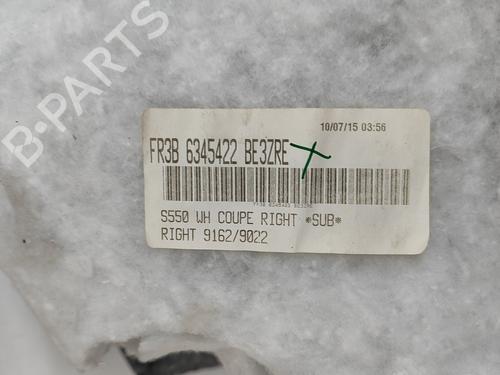 B-PARTS
10/07/15 03:56
FR3B 6345422 BE3ZRE
S550 WH COUPE RIGHT *SUB*
RIGHT 9162/9022